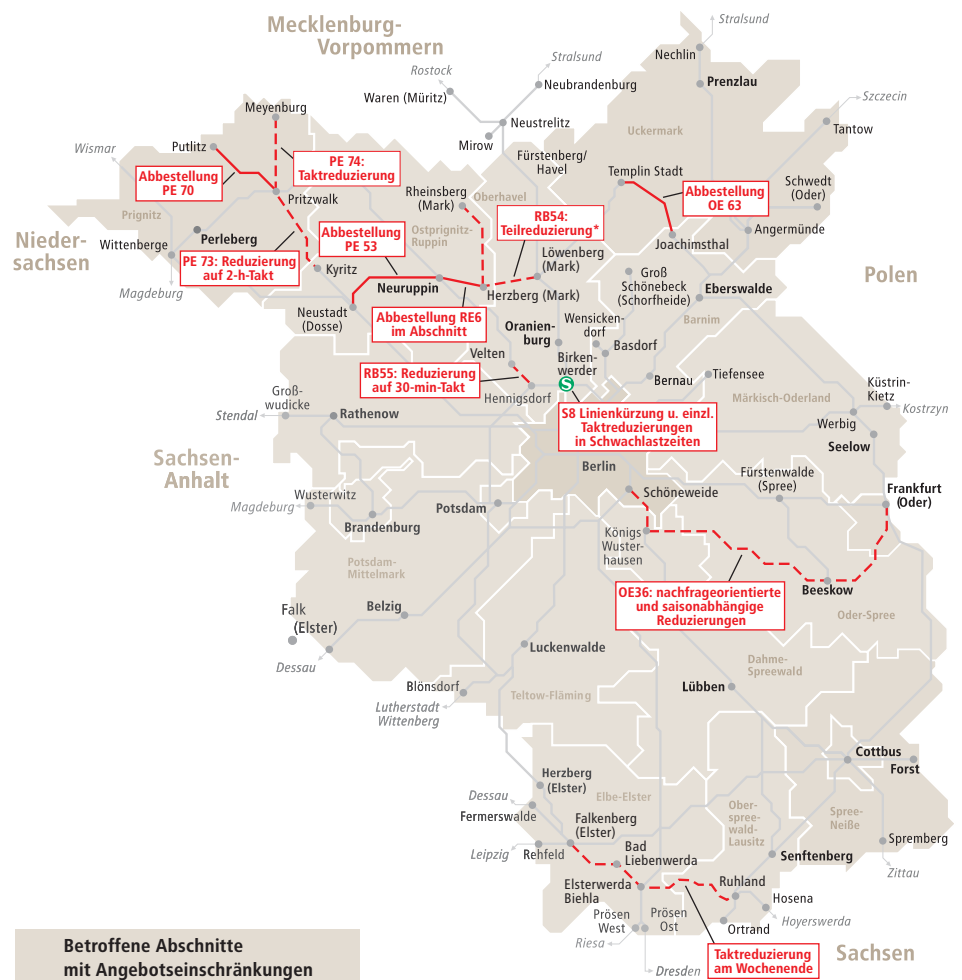 Mecklenburg-
Vorpommern
Stralsund
Nechlin
Prenzlau
Stralsund
Rostock
Waren (Müritz)
Neubrandenburg
Szczecin
Meyenburg
Neustrelitz
Tantow
Uckermark
Wismar
Putlitz
Mirow
PE 74:
Taktreduzierung
Fürstenberg/
Havel
Templin Stadt
Abbestellung
PE 70
Rheinsberg
(Mark)
Oberhavel
Abbestellung
OE 63
Schwedt
(Oder)
Pritzwalk
Prignitz
RB54:
Teilreduzierung*
Nieder-
sachsen
Wittenberge
Perleberg
Abbestellung
PE 53
Ostprignitz-
Ruppin
Joachimsthal
Angermünde
PE 73: Reduzierung
auf 2-h-Takt
Kyritz
Löwenberg
(Mark)
Groß
Schönebeck
(Schorfheide)
Polen
Magdeburg
Neuruppin
Herzberg (Mark)
Eberswalde
Neustadt
(Dosse)
Abbestellung RE6
im Abschnitt
Oranien-
burg
Wensicken-
dorf
Barnim
Basdorf
Velten
Birken-
werder
RB55: Reduzierung
auf 30-min-Takt
Hennigsdorf
S
Bernau
Tiefensee
Groß-
wudicke
Märkisch-Oderland
Küstrin-
Kietz
Stendal
Rathenow
S8 Linienkürzung u. einzl.
Taktreduzierungen
in Schwachlastzeiten
Kostrzyn
Werbig
Seelow
Sachsen-
Anhalt
Berlin
Fürstenwalde
(Spree)
Wusterwitz
Schöneweide
Frankfurt
(Oder)
Magdeburg
Potsdam
Brandenburg
Königs
Wuster-
hausen
Potsdam-
Mittelmark
OE36: nachfrageorientierte
und saisonabhängige
Reduzierungen
Beeskow
Falk
(Elster)
Belzig
Oder-Spree
Dessau
Luckenwalde
Dahme-
Spreewald
Blönsdorf
Teltow-Fläming
Lübben
Lutherstadt
Wittenberg
Cottbus
Forst
Herzberg
(Elster)
Dessau
Fermerswalde
Elbe-Elster
Ober-
spree-
wald-
Lausitz
Spree-
Neiße
Falkenberg
(Elster)
Spremberg
Leipzig
Rehfeld
Bad
Liebenwerda
Senftenberg
Zittau
Elsterwerda
Biehla
Ruhland
Hosena
Prösen
West
Prösen
Ost
Ortrand
Hoyerswerda
Riesa
Dresden
Taktreduzierung
am Wochenende
Sachsen
Betroffene Abschnitte
mit Angebotseinschränkungen